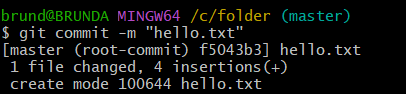 brund@BRUNDA MINGW64 /c/folder (master)
$ git commit -m "hello.txt"
[master (root-commit) f5043b3] hello.txt
 1 file changed, 4 insertions(+)
 create mode 100644 hello.txt